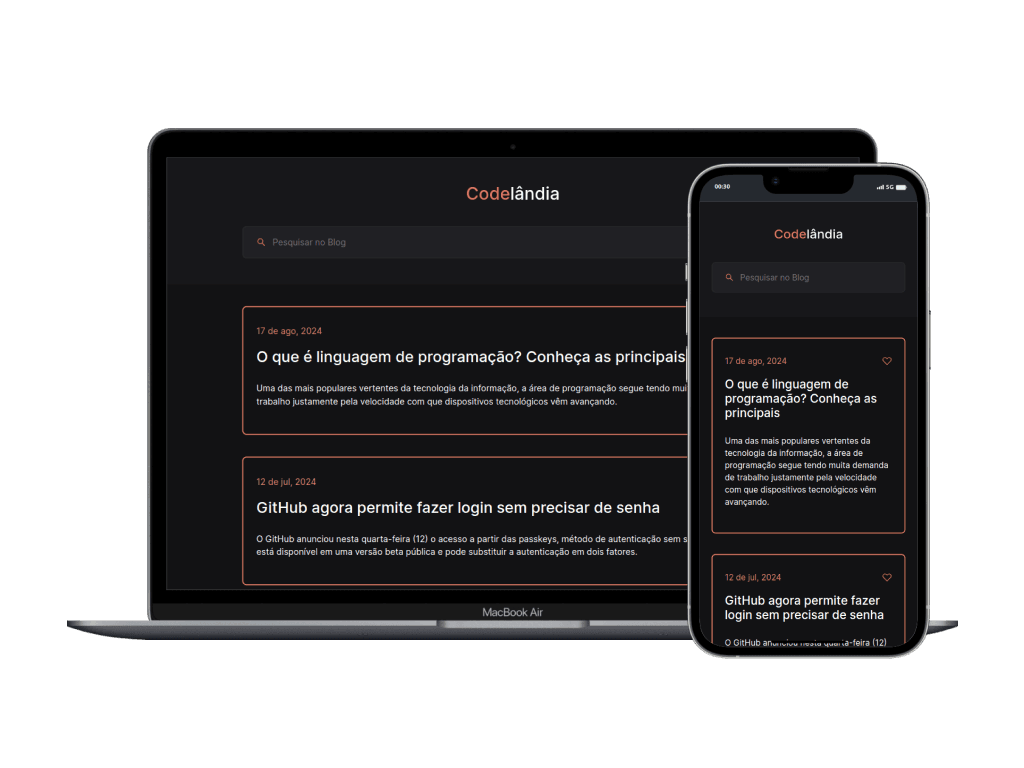 Codelândia
Pesquisar no Blog
17 de ago, 2024
O que é linguagem de programação? Conheça as principais
Uma das mais populares vertentes da tecnologia da informação, a área de programação segue tendo
trabalho justamente pela velocidade com que dispositivos tecnológicos vêm avançando.
12 de jul, 2024
GitHub agora permite fazer login sem precisar de senha
O GitHub anunciou nesta quarta-feira (12) o acesso a partir das passkeys, método de autenticação sem
está disponível em uma versão beta pública e pode substituir a autenticação em dois fatores.
MacBook Air
00:30
5G
Codelândia
Pesquisar no Blog
17 de ago, 2024
O que é linguagem de
programação? Conheça as
principais
Uma das mais populares vertentes da
tecnologia da informação, a área de
programação segue tendo muita demanda
de trabalho justamente pela velocidade
com que dispositivos tecnológicos vêm
avançando.
12 de jul, 2024
GitHub agora permite fazer
login sem precisar de senha
O GitHub anunciou nesta quarta-feira (12)